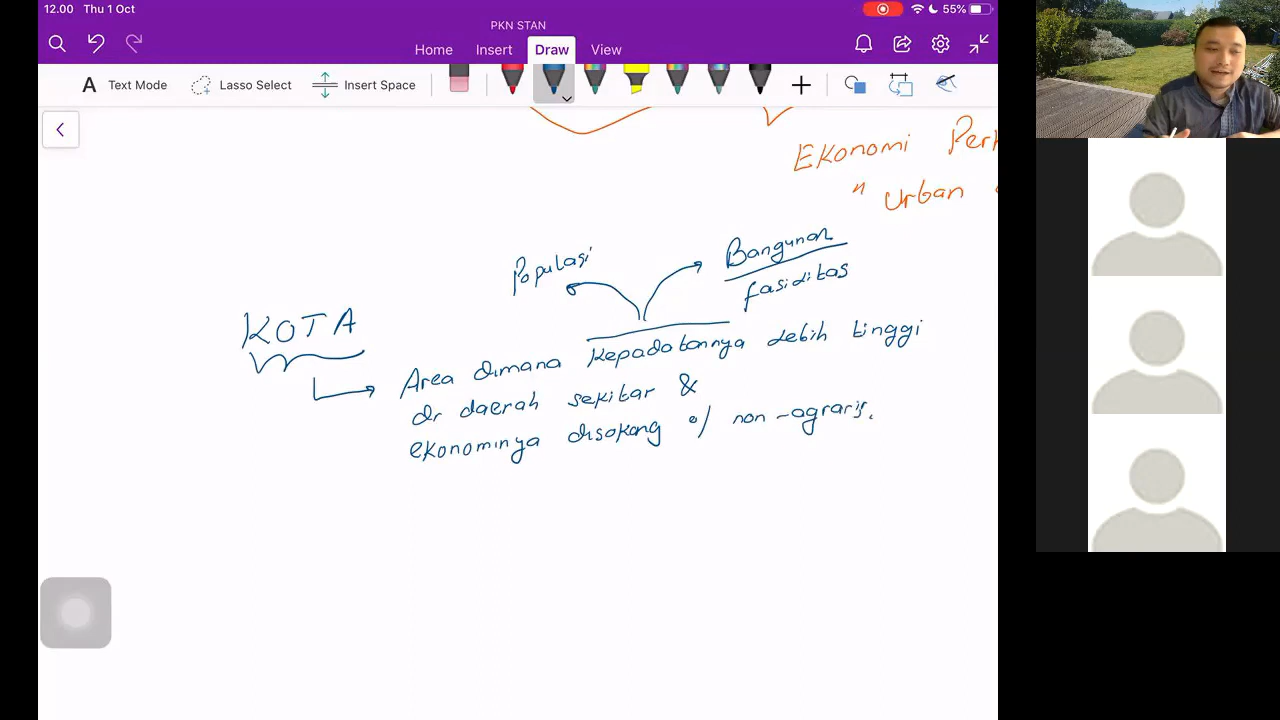 12.00 Thu 1 Oct
55%
PKN STAN
Home Insert Draw View
A Text Mode Lasso Select Insert Space
Ekonomi
" Urban
Populasi
Bangunan
fasilitas
KOTA
Area dimana kepadatannya lebih tinggi
dr daerah sekitar &
ekonominya disokong o/ non-agraris.